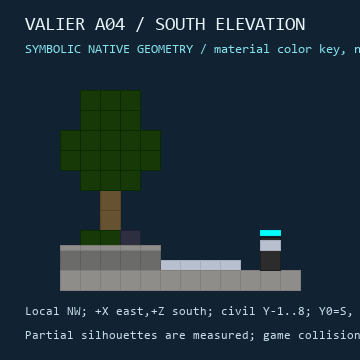 VALIER A04 / SOUTH ELEVATION
SYMBOLIC NATIVE GEOMETRY / material color key, n
Local NW; +X east,+Z south; civil Y-1..8; Y0=S,
Partial silhouettes are measured; game collision